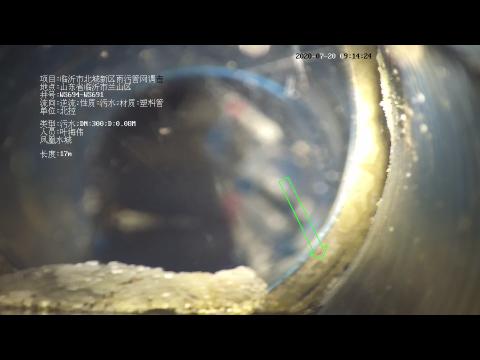 2020-07-20 09:14:24
项目:临沂市北城新区雨污管网调查
地点:山东省临沂市兰山区
井号:WS694-WS691
流向:逆流:性质:污水:材质:塑料管
单位:北控
类型:污水:DN:300:D:0.08M
人员:叶海伟
凤凰水城
长度:17m